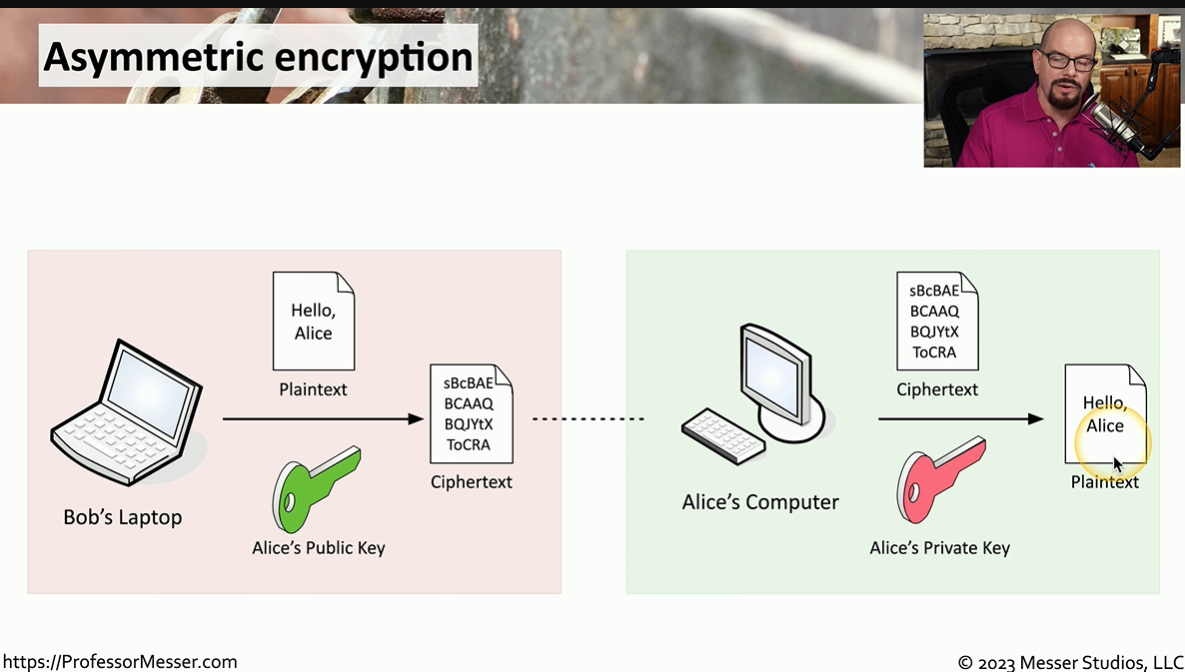 Asymmetric encryption
Hello,
Alice
Plaintext
sBcBAE
BCAAQ
BQJYtX
ToCRA
Ciphertext
Bob's Laptop
Alice's Public Key
sBcBAE
BCAAQ
BQJYtX
ToCRA
Ciphertext
Hello,
Alice
Plaintext
Alice's Computer
Alice's Private Key
https://ProfessorMesser.com
© 2023 Messer Studios, LLC